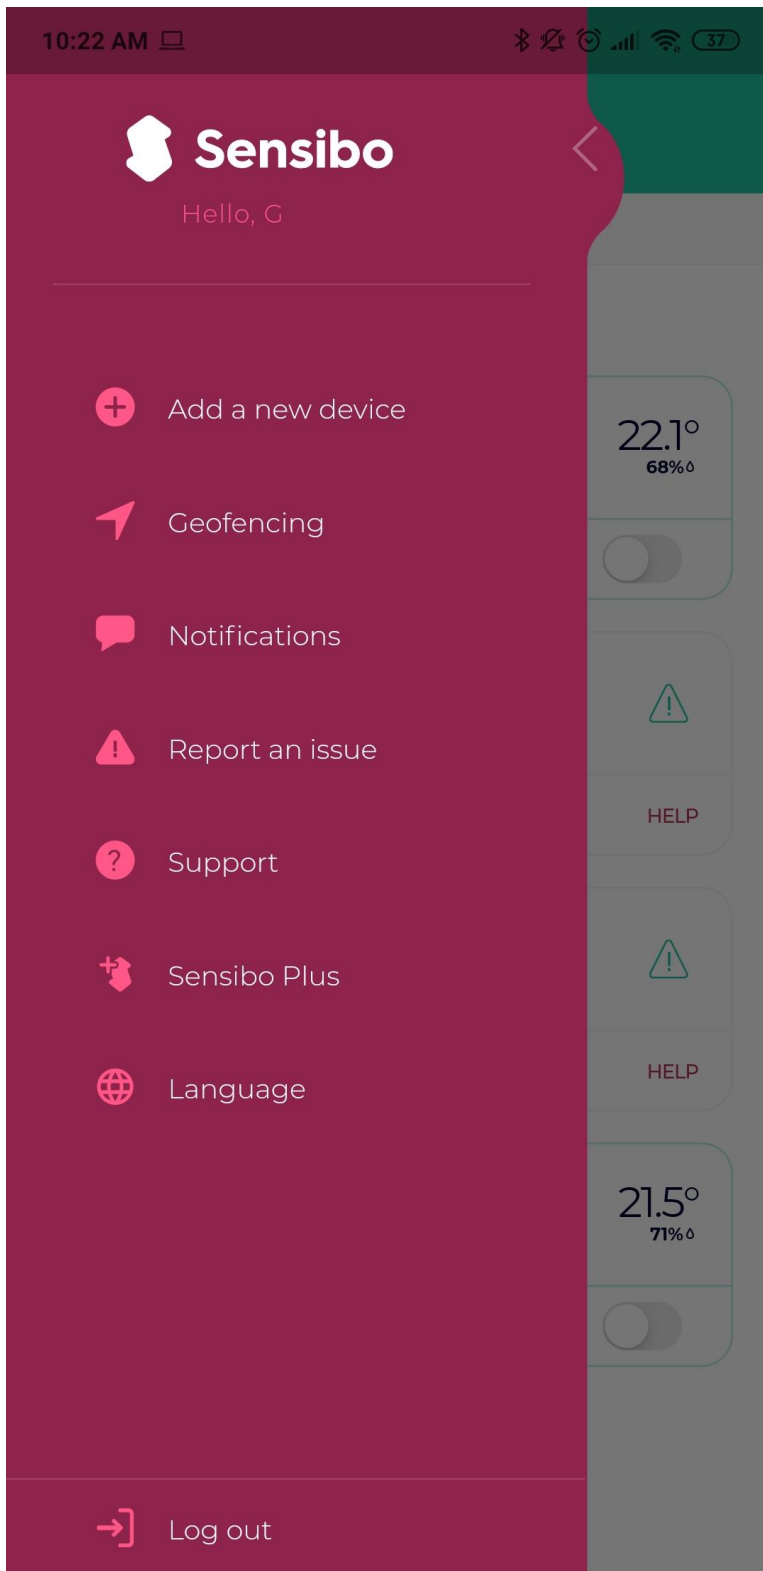 10:22 AM
37
Sensibo
Hello, G
Add a new device
22.1°
68%
Geofencing
Notifications
Report an issue
HELP
Support
Sensibo Plus
HELP
Language
21.5°
71%
Log out